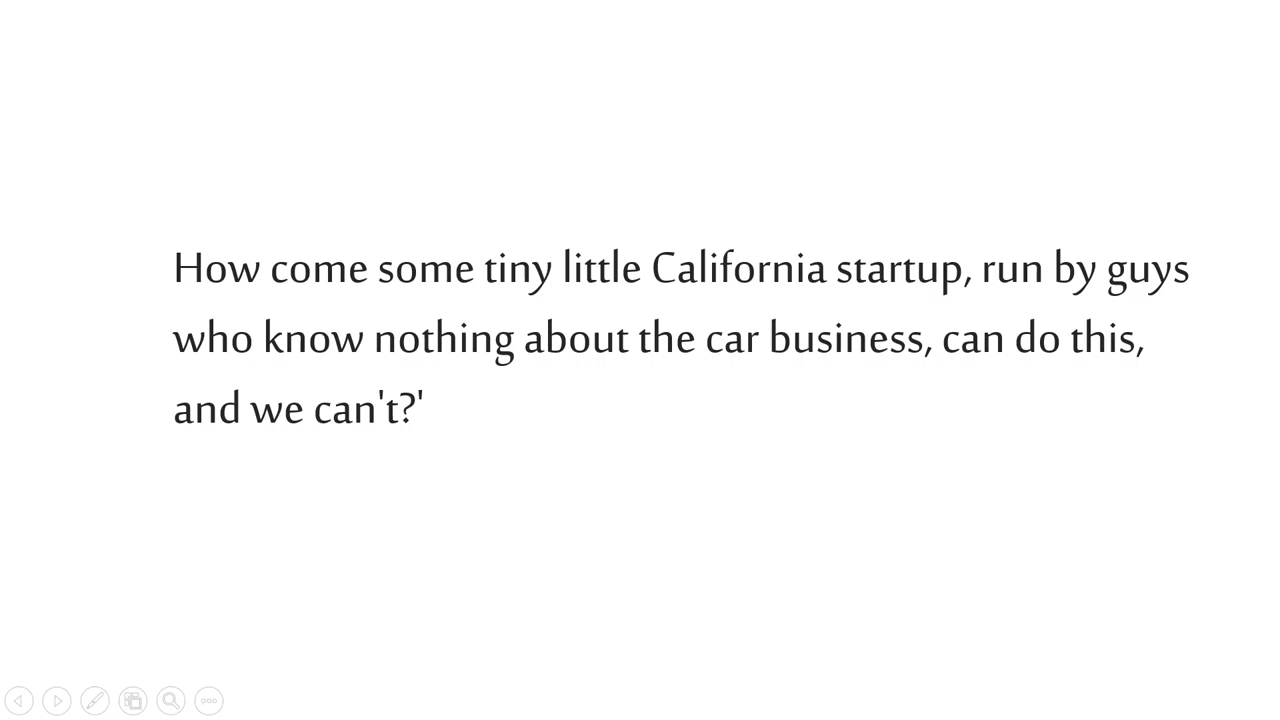 How come some tiny little California startup, run by guys
who know nothing about the car business, can do this,
and we can't?'